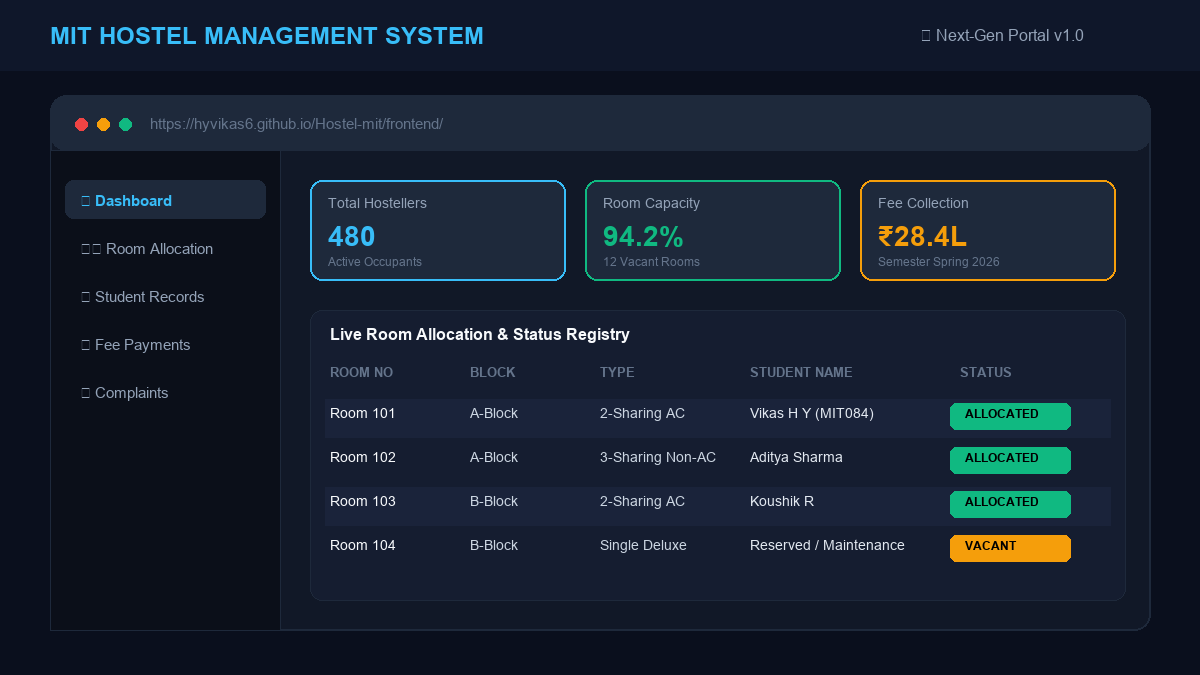 MIT HOSTEL MANAGEMENT SYSTEM
Next-Gen Portal v1.0
https://hyvikas6.github.io/Hostel-mit/frontend/
Dashboard
Room Allocation
Student Records
Fee Payments
Complaints
Total Hostellers
480
Active Occupants
Room Capacity
94.2%
12 Vacant Rooms
Fee Collection
₹28.4L
Semester Spring 2026
Live Room Allocation & Status Registry
ROOM NO BLOCK TYPE STUDENT NAME STATUS
Room 101 A-Block 2-Sharing AC Vikas H Y (MIT084) ALLOCATED
Room 102 A-Block 3-Sharing Non-AC Aditya Sharma ALLOCATED
Room 103 B-Block 2-Sharing AC Koushik R ALLOCATED
Room 104 B-Block Single Deluxe Reserved / Maintenance VACANT